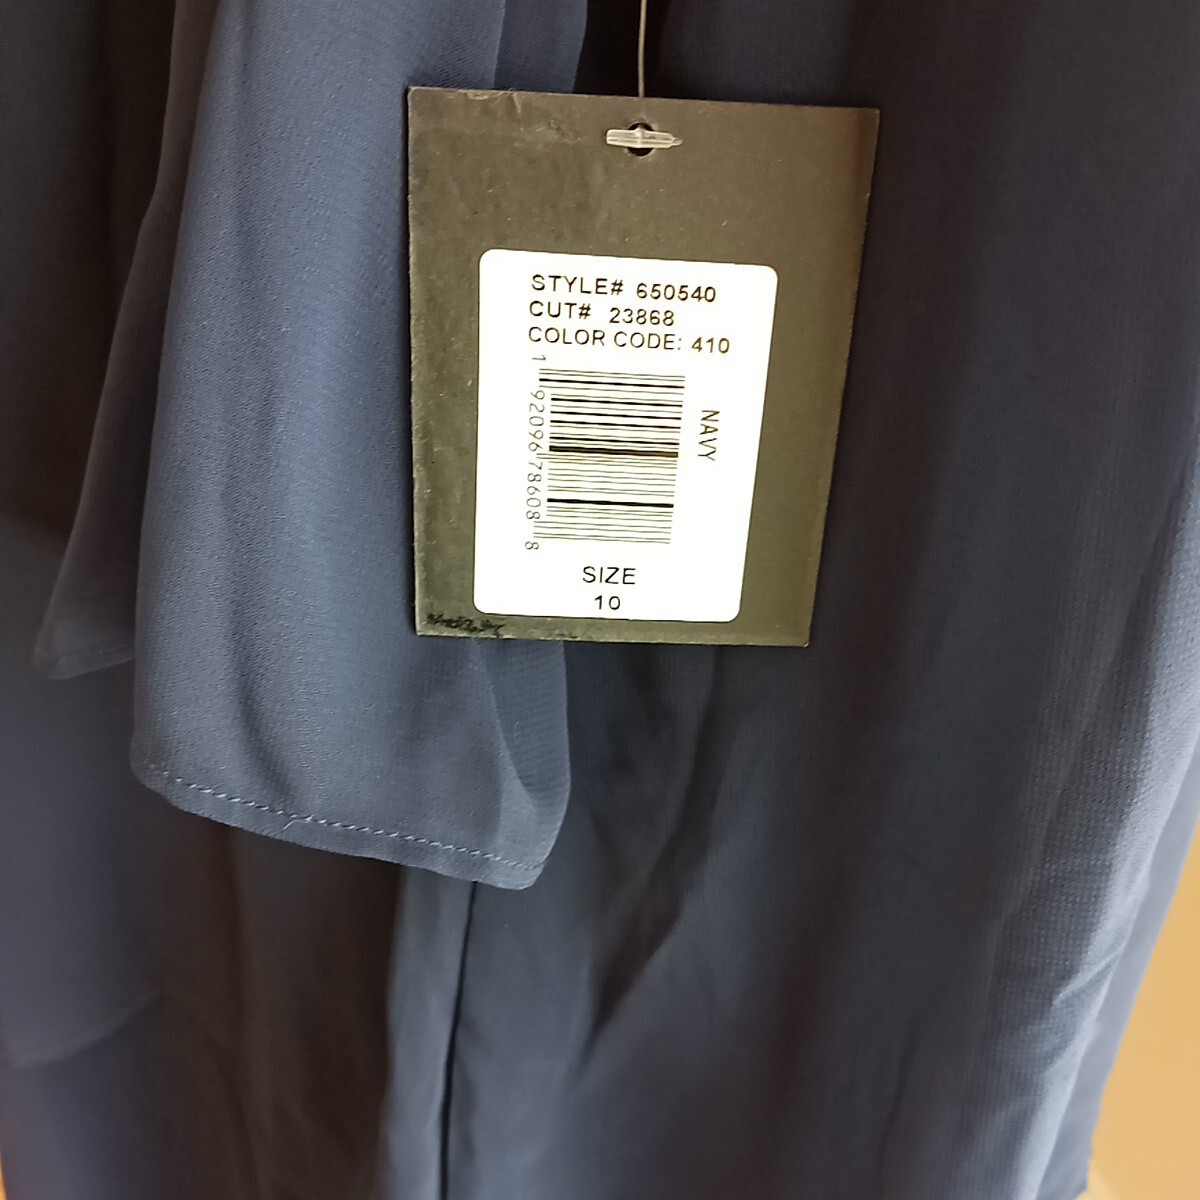 STYLE# 650540
CUT# 23868
COLOR CODE: 410
1 92096 78608 8
NAVY
SIZE
10